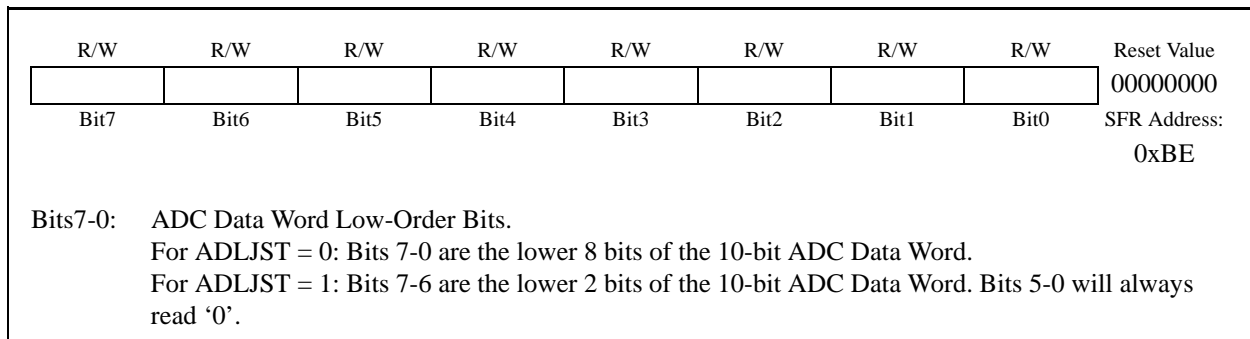 R/W R/W R/W R/W R/W R/W R/W R/W Reset Value
00000000
Bit7 Bit6 Bit5 Bit4 Bit3 Bit2 Bit1 Bit0 SFR Address:
0xBE
Bits7-0: ADC Data Word Low-Order Bits.
For ADLJST = 0: Bits 7-0 are the lower 8 bits of the 10-bit ADC Data Word.
For ADLJST = 1: Bits 7-6 are the lower 2 bits of the 10-bit ADC Data Word. Bits 5-0 will always
read ‘0’.